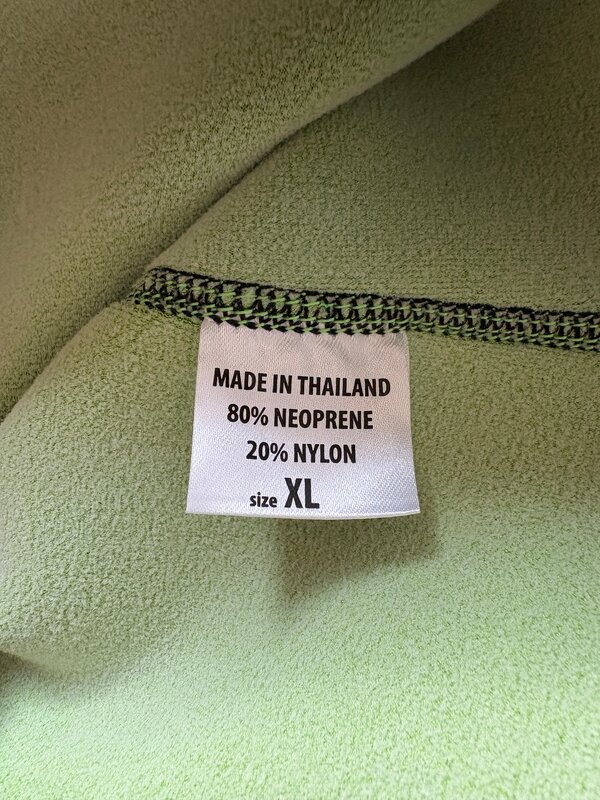 MADE IN THAILAND
80% NEOPRENE
20% NYLON
size XL